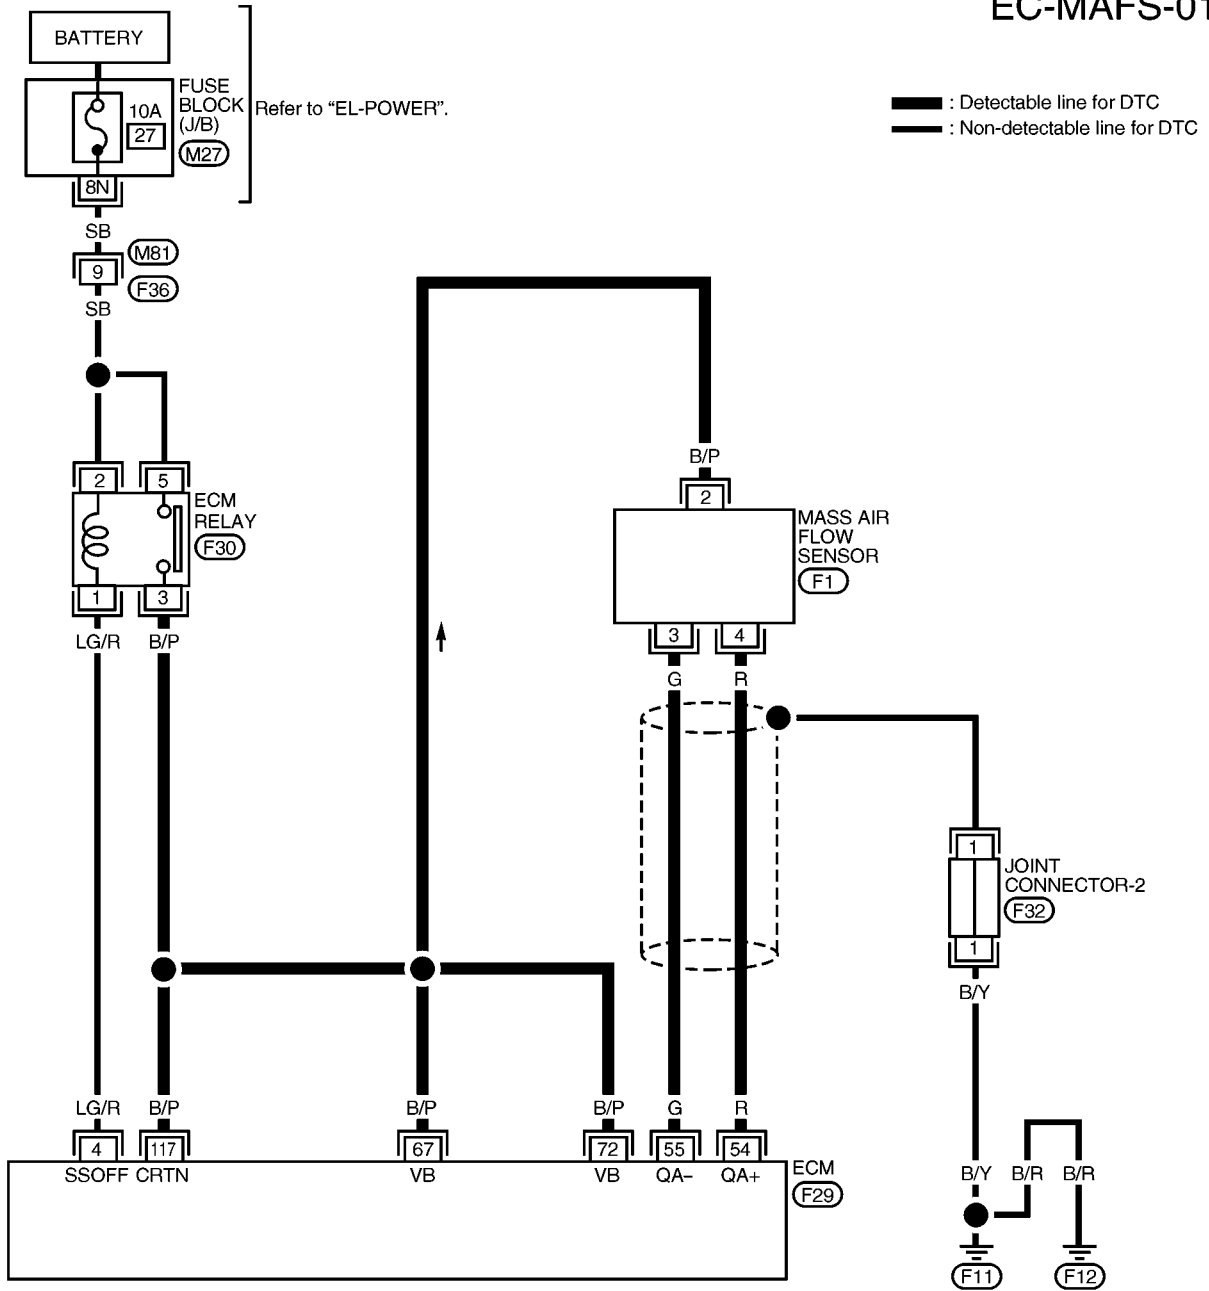 EC-MAFS-01
BATTERY
FUSE
BLOCK
(J/B)
M27
10A
27
Refer to “EL-POWER”.
: Detectable line for DTC
: Non-detectable line for DTC
8N
SB
M81
9
F36
SB
B/P
2
5
2
ECM
RELAY
F30
MASS AIR
FLOW
SENSOR
F1
1
3
3
4
LG/R
B/P
G
R
1
JOINT
CONNECTOR-2
F32
1
B/Y
LG/R
B/P
B/P
B/P
G
R
4
117
67
72
55
54
SSOFF
CRTN
VB
VB
QA–
QA+
ECM
F29
B/Y
B/R
B/R
F11
F12